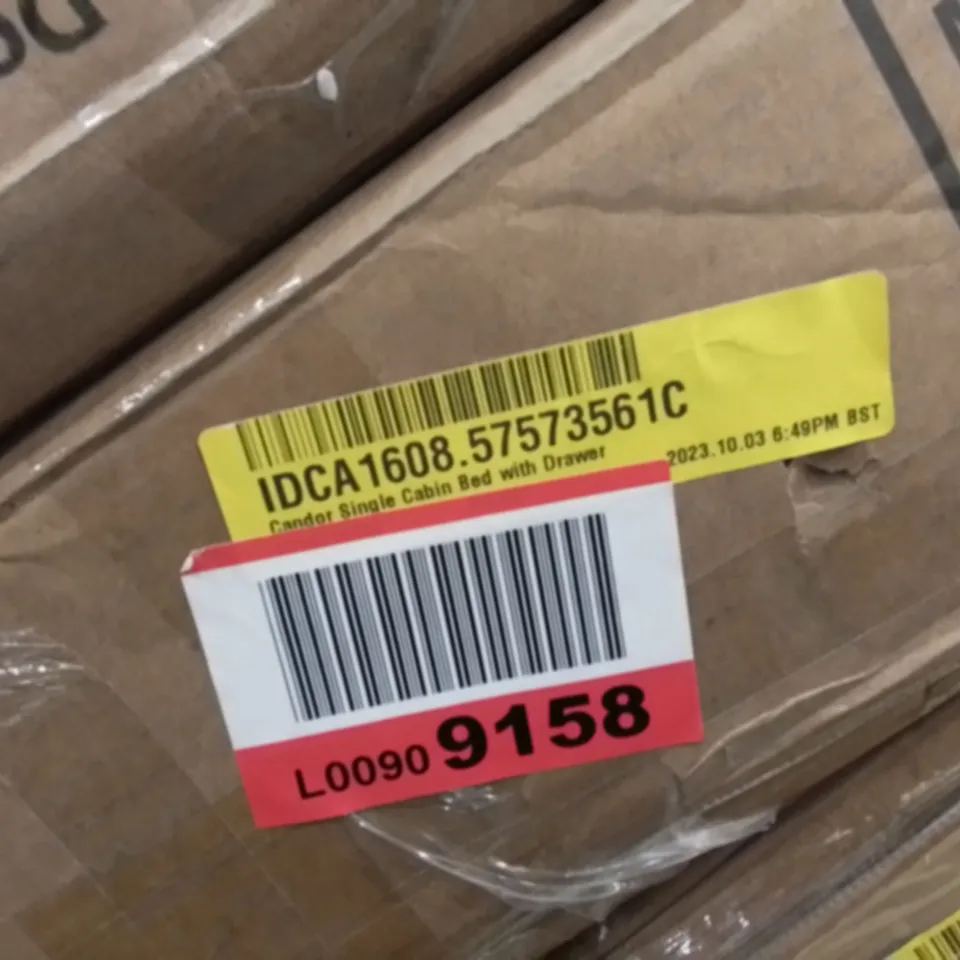 IDCA1608.57573561C
Candor Single Cabin Bed with Drawer
2023.10.03 6:49PM BST
L0090 9158